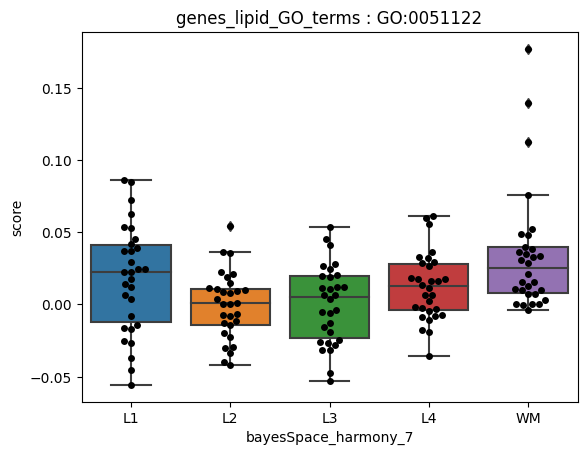 genes_lipid_GO_terms : GO:0051122
score
0.15
0.10
0.05
0.00
−0.05
L1
L2
L3
L4
WM
bayesSpace_harmony_7